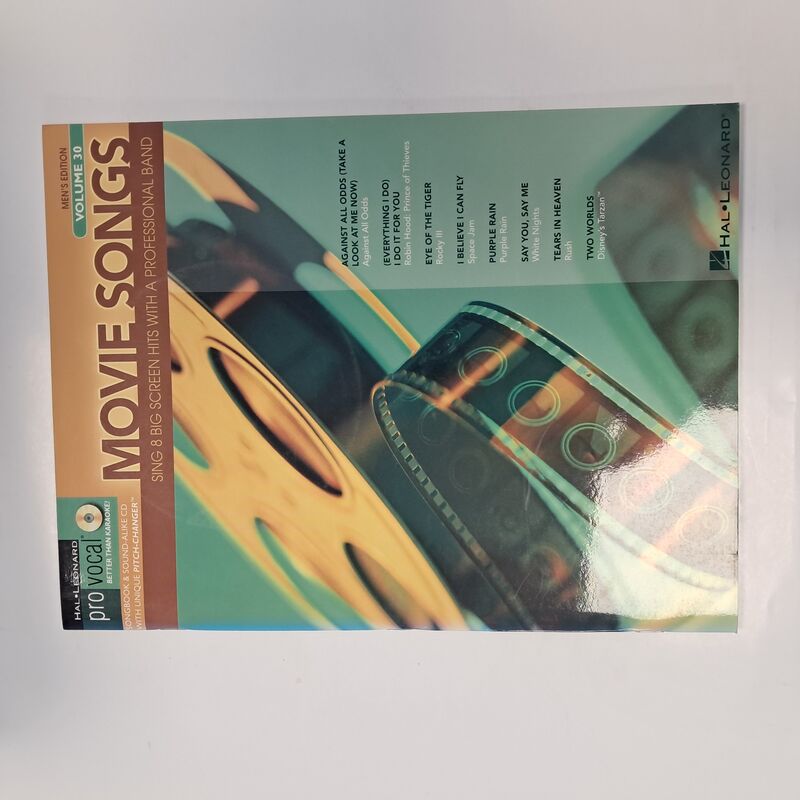 HAL•LEONARD®
pro vocal®
BETTER THAN KARAOKE!
SONGBOOK & SOUND-ALIKE CD
WITH UNIQUE PITCH-CHANGER™
MEN'S EDITION
VOLUME 30
MOVIE SONGS
SING 8 BIG SCREEN HITS WITH A PROFESSIONAL BAND
AGAINST ALL ODDS (TAKE A
LOOK AT ME NOW)
Against All Odds
(EVERYTHING I DO)
I DO IT FOR YOU
Robin Hood: Prince of Thieves
EYE OF THE TIGER
Rocky III
I BELIEVE I CAN FLY
Space Jam
PURPLE RAIN
Purple Rain
SAY YOU, SAY ME
White Nights
TEARS IN HEAVEN
Rush
TWO WORLDS
Disney's Tarzan™
HAL•LEONARD®